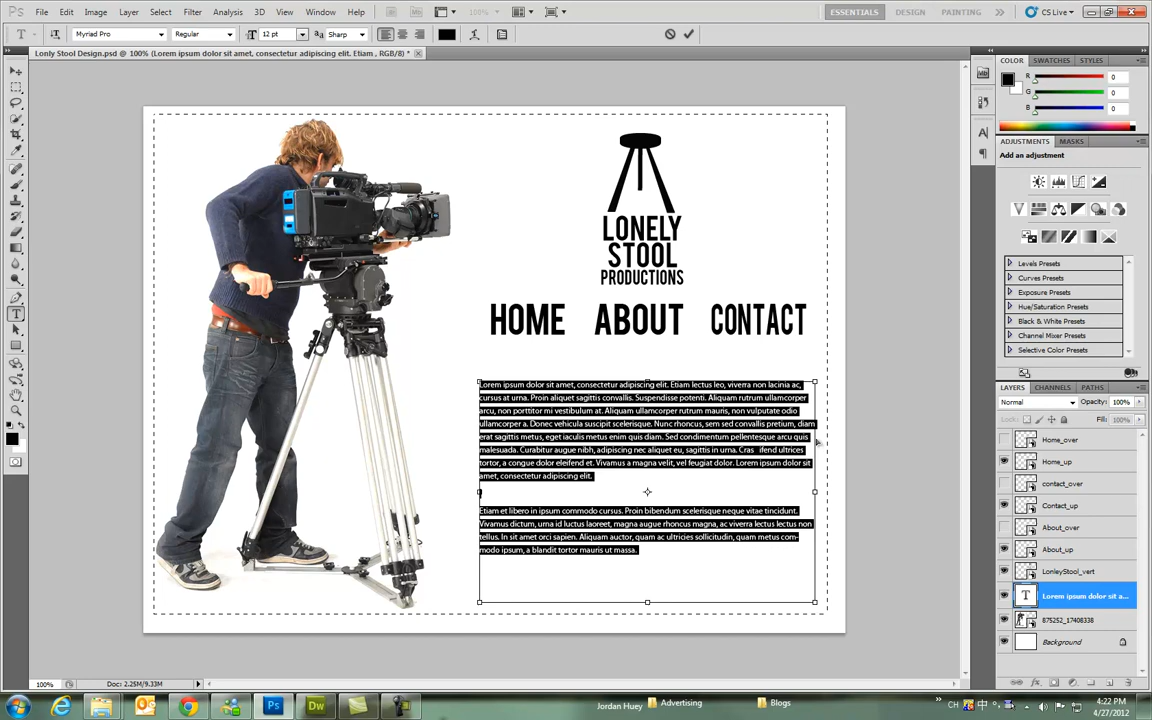 Ps File Edit Image Layer Select Filter Analysis 3D View Window Help 100% ESSENTIALS DESIGN PAINTING CS Live
T Myriad Pro Regular 12 pt Sharp
Lonly Stool Design.psd @ 100% (Lorem ipsum dolor sit amet, consectetur adipiscing elit. Etiam , RGB/8) *
LONELY
STOOL
PRODUCTIONS
HOME ABOUT CONTACT
Lorem ipsum dolor sit amet, consectetur adipiscing elit. Etiam lectus leo, viverra non lacinia ac,
cursus at urna. Proin aliquet sagittis convallis. Suspendisse potenti. Aliquam rutrum ullamcorper
arcu, non porttitor mi vestibulum at. Aliquam ullamcorper rutrum mauris, non vulputate odio
ullamcorper a. Donec vehicula suscipit scelerisque. Nunc rhoncus, sem sed convallis pretium, diam
erat sagittis metus, eget iaculis metus enim quis diam. Sed condimentum pellentesque arcu quis
malesuada. Curabitur augue nibh, adipiscing nec aliquet eu, sagittis in urna. Cras ifend ultrices
tortor, a congue dolor eleifend et. Vivamus a magna velit, vel feugiat dolor. Lorem ipsum dolor sit
amet, consectetur adipiscing elit.
Etiam et libero in ipsum commodo cursus. Proin bibendum scelerisque neque vitae tincidunt.
Vivamus dictum, urna id luctus laoreet, magna augue rhoncus magna, ac viverra lectus lectus non
tellus. In sit amet orci sapien. Aliquam auctor, quam ac ultricies sollicitudin, quam metus com-
modo ipsum, a blandit tortor mauris ut massa.
COLOR SWATCHES STYLES
R 0
G 0
B 0
ADJUSTMENTS MASKS
Add an adjustment
Levels Presets
Curves Presets
Exposure Presets
Hue/Saturation Presets
Black & White Presets
Channel Mixer Presets
Selective Color Presets
LAYERS CHANNELS PATHS
Normal Opacity: 100%
Lock: Fill: 100%
Home_over
Home_up
contact_over
Contact_up
About_over
About_up
LonleyStool_vert
T Lorem ipsum dolor sit a...
875252_17408338
Background
100% Doc: 2.25M/9.33M
Ps Dw Jordan Huey Advertising Blogs CH 中 4:22 PM
4/27/2012